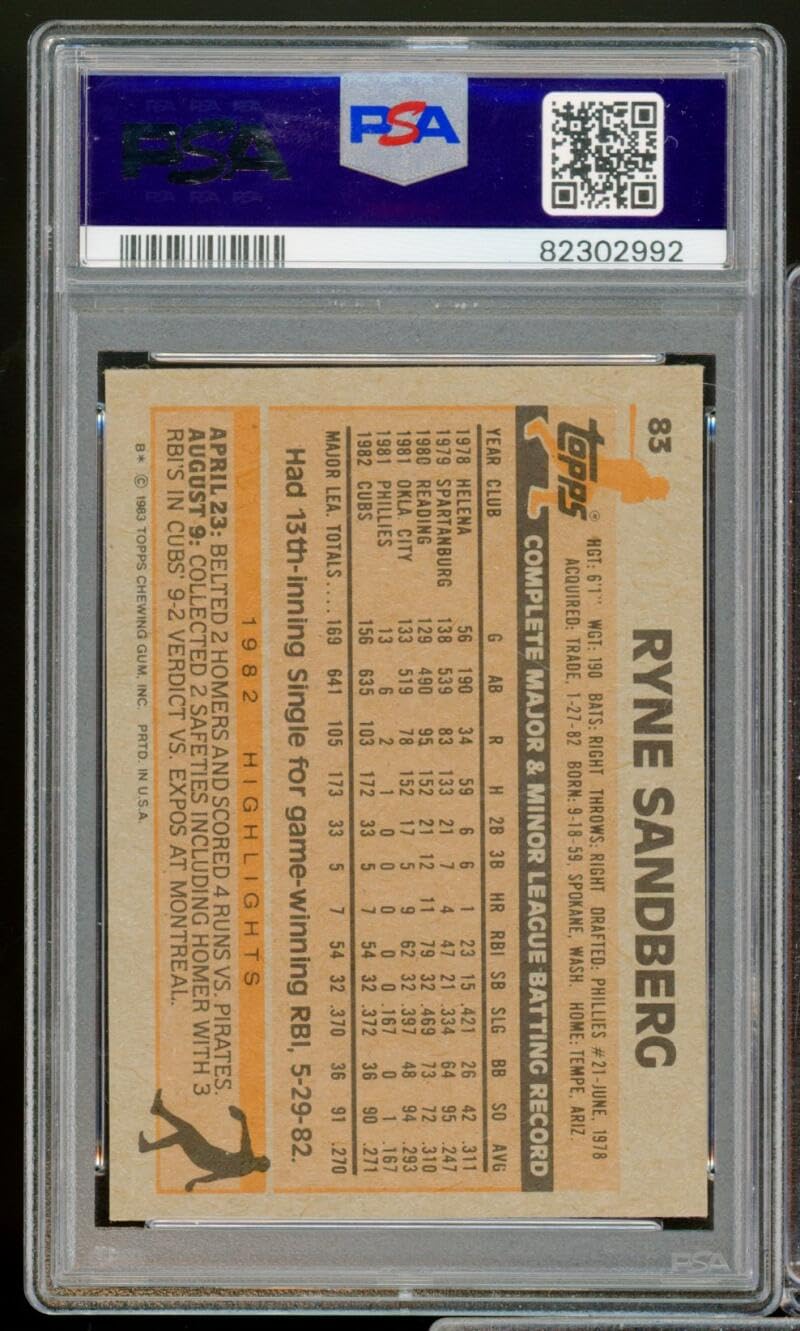 PSA PSA PSA
PSA
PSA PSA PSA
PSA
82302992
83
RYNE SANDBERG
Topps®
HGT: 6'1" WGT: 190 BATS: RIGHT THROWS: RIGHT DRAFTED: PHILLIES #21-JUNE, 1978
ACQUIRED: TRADE, 1-27-82 BORN: 9-18-59, SPOKANE, WASH. HOME: TEMPE, ARIZ.
COMPLETE MAJOR & MINOR LEAGUE BATTING RECORD
YEAR CLUB G AB R H 2B 3B HR RBI SB SLG BB SO AVG
1978 HELENA 56 190 34 59 6 6 1 23 15 .421 26 42 .311
1979 SPARTANBURG 138 539 83 133 21 7 4 47 21 .334 64 95 .247
1980 READING 129 490 95 152 21 12 11 79 32 .469 73 72 .310
1981 OKLA. CITY 133 519 78 152 17 5 9 62 32 .397 48 94 .293
1981 PHILLIES 13 6 2 1 0 0 0 0 0 .167 0 1 .167
1982 CUBS 156 635 103 172 33 5 7 54 32 .372 36 90 .271
MAJOR LEA. TOTALS.... 169 641 105 173 33 5 7 54 32 .370 36 91 .270
Had 13th-inning Single for game-winning RBI, 5-29-82.
1982 HIGHLIGHTS
APRIL 23: BELTED 2 HOMERS AND SCORED 4 RUNS VS. PIRATES.
AUGUST 9: COLLECTED 2 SAFETIES INCLUDING HOMER WITH 3
RBI'S IN CUBS' 9-2 VERDICT VS. EXPOS AT MONTREAL.
B* © 1983 TOPPS CHEWING GUM, INC. PRTD. IN U.S.A.
PSA